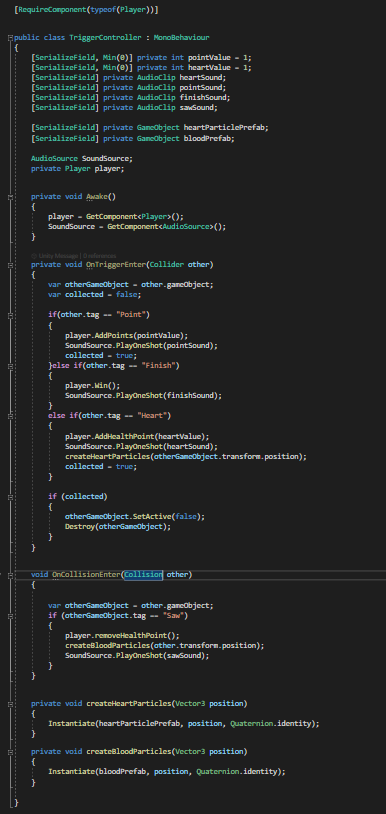 [RequireComponent(typeof(Player))]
public class TriggerController : MonoBehaviour
{
[SerializeField, Min(0)] private int pointValue = 1;
[SerializeField, Min(0)] private int heartValue = 1;
[SerializeField] private AudioClip heartSound;
[SerializeField] private AudioClip pointSound;
[SerializeField] private AudioClip finishSound;
[SerializeField] private AudioClip sawSound;
[SerializeField] private GameObject heartParticlePrefab;
[SerializeField] private GameObject bloodPrefab;
AudioSource SoundSource;
private Player player;
private void Awake()
{
player = GetComponent<Player>();
SoundSource = GetComponent<AudioSource>();
}
Unity Message | 0 references
private void OnTriggerEnter(Collider other)
{
var otherGameObject = other.gameObject;
var collected = false;
if(other.tag == "Point")
{
player.AddPoints(pointValue);
SoundSource.PlayOneShot(pointSound);
collected = true;
}else if(other.tag == "Finish")
{
player.Win();
SoundSource.PlayOneShot(finishSound);
}
else if(other.tag == "Heart")
{
player.AddHealthPoint(heartValue);
SoundSource.PlayOneShot(heartSound);
createHeartParticles(otherGameObject.transform.position);
collected = true;
}
if (collected)
{
otherGameObject.SetActive(false);
Destroy(otherGameObject);
}
}
void OnCollisionEnter(Collision other)
{
var otherGameObject = other.gameObject;
if (otherGameObject.tag == "Saw")
{
player.removeHealthPoint();
createBloodParticles(other.transform.position);
SoundSource.PlayOneShot(sawSound);
}
}
private void createHeartParticles(Vector3 position)
{
Instantiate(heartParticlePrefab, position, Quaternion.identity);
}
private void createBloodParticles(Vector3 position)
{
Instantiate(bloodPrefab, position, Quaternion.identity);
}
}